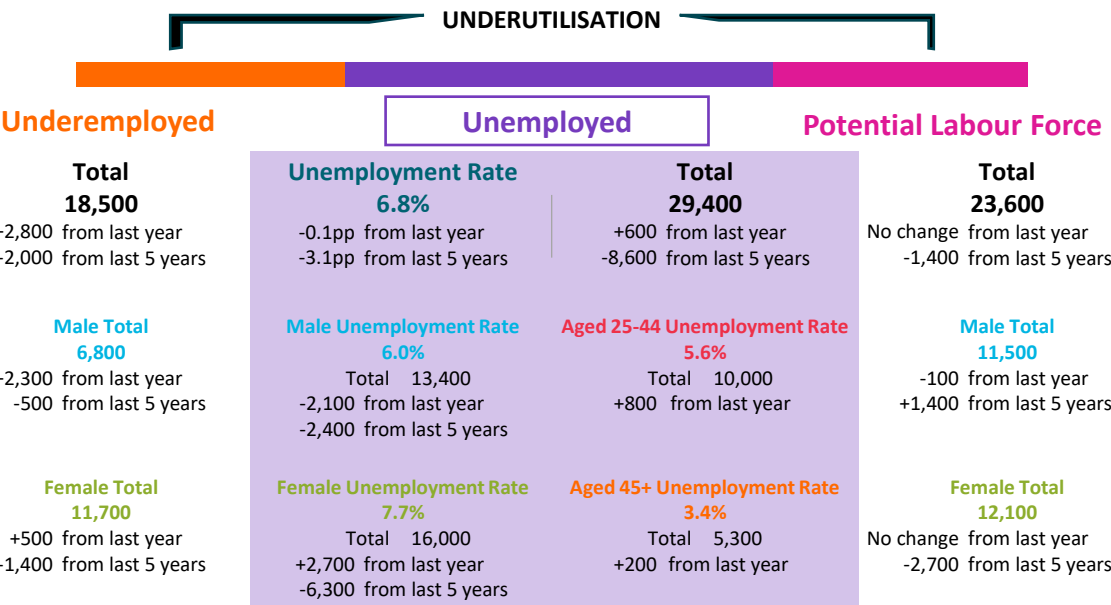 UNDERUTILISATION
Underemployed
Unemployed
Potential Labour Force
Total
18,500
-2,800 from last year
-2,000 from last 5 years
Unemployment Rate
6.8%
-0.1pp from last year
-3.1pp from last 5 years
Total
29,400
+600 from last year
-8,600 from last 5 years
Total
23,600
No change from last year
-1,400 from last 5 years
Male Total
6,800
-2,300 from last year
-500 from last 5 years
Male Unemployment Rate
6.0%
Total 13,400
-2,100 from last year
-2,400 from last 5 years
Aged 25-44 Unemployment Rate
5.6%
Total 10,000
+800 from last year
Male Total
11,500
-100 from last year
+1,400 from last 5 years
Female Total
11,700
+500 from last year
-1,400 from last 5 years
Female Unemployment Rate
7.7%
Total 16,000
+2,700 from last year
-6,300 from last 5 years
Aged 45+ Unemployment Rate
3.4%
Total 5,300
+200 from last year
Female Total
12,100
No change from last year
-2,700 from last 5 years